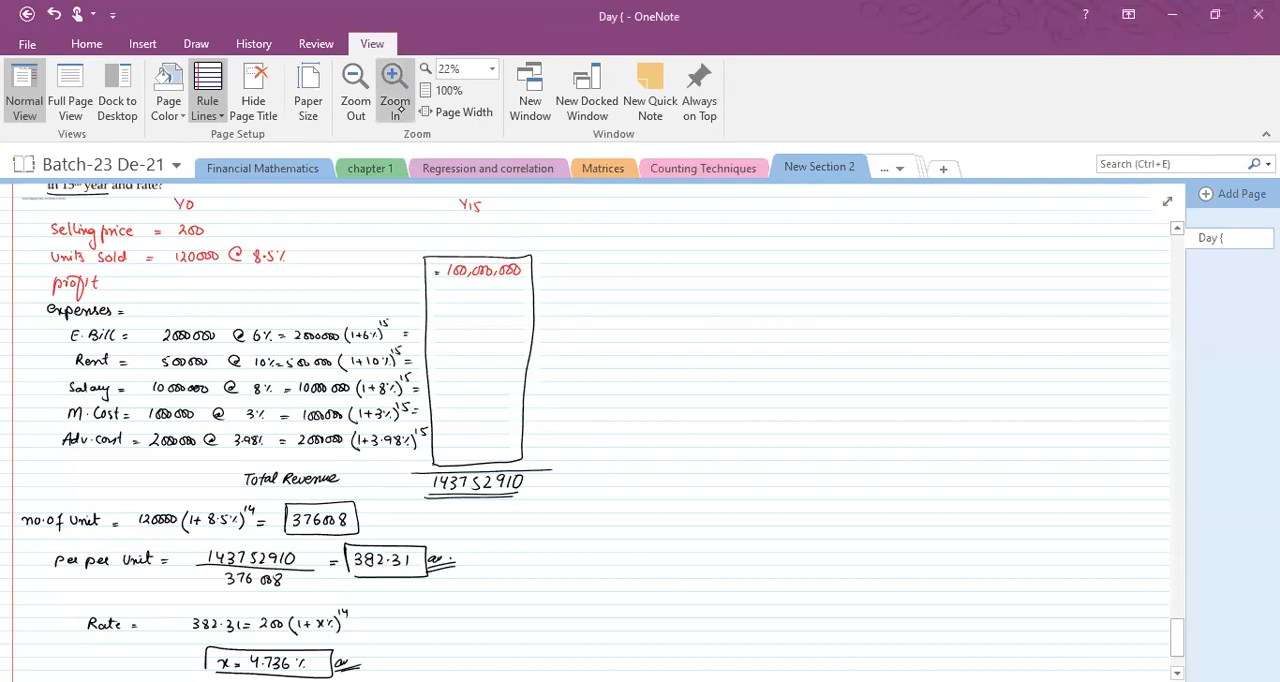 Day { - OneNote
File Home Insert Draw History Review View
22%
100%
Page Width
Normal View
Full Page View
Dock to Desktop
Page Color
Rule Lines
Hide Page Title
Paper Size
Zoom Out
Zoom In
New Window
New Docked Window
New Quick Note
Always on Top
Views Page Setup Zoom Window
Batch-23 De-21 Financial Mathematics chapter 1 Regression and correlation Matrices Counting Techniques New Section 2 ... Search (Ctrl+E)
Add Page
Day {
in 15th year and rate?
Y0 Y15
Selling price = 200
Units Sold = 120000 @ 8.5%
profit = 100,000,000
expenses =
E. Bill = 2000000 @ 6% = 2000000 (1+6%)^15 =
Rent = 500000 @ 10% = 500000 (1+10%)^15 =
Salary = 10000000 @ 8% = 10000000 (1+8%)^15 =
M. Cost = 100000 @ 3% = 100000 (1+3%)^15 =
Adv. cost = 200000 @ 3.98% = 200000 (1+3.98%)^15
Total Revenue 143752910
no. of Unit = 120000 (1+ 8.5%)^14 = 376008
per per Unit = 143752910 / 376008 = 382.31
Rate = 382.31 = 200 (1+ x%)^14
x = 4.736 %